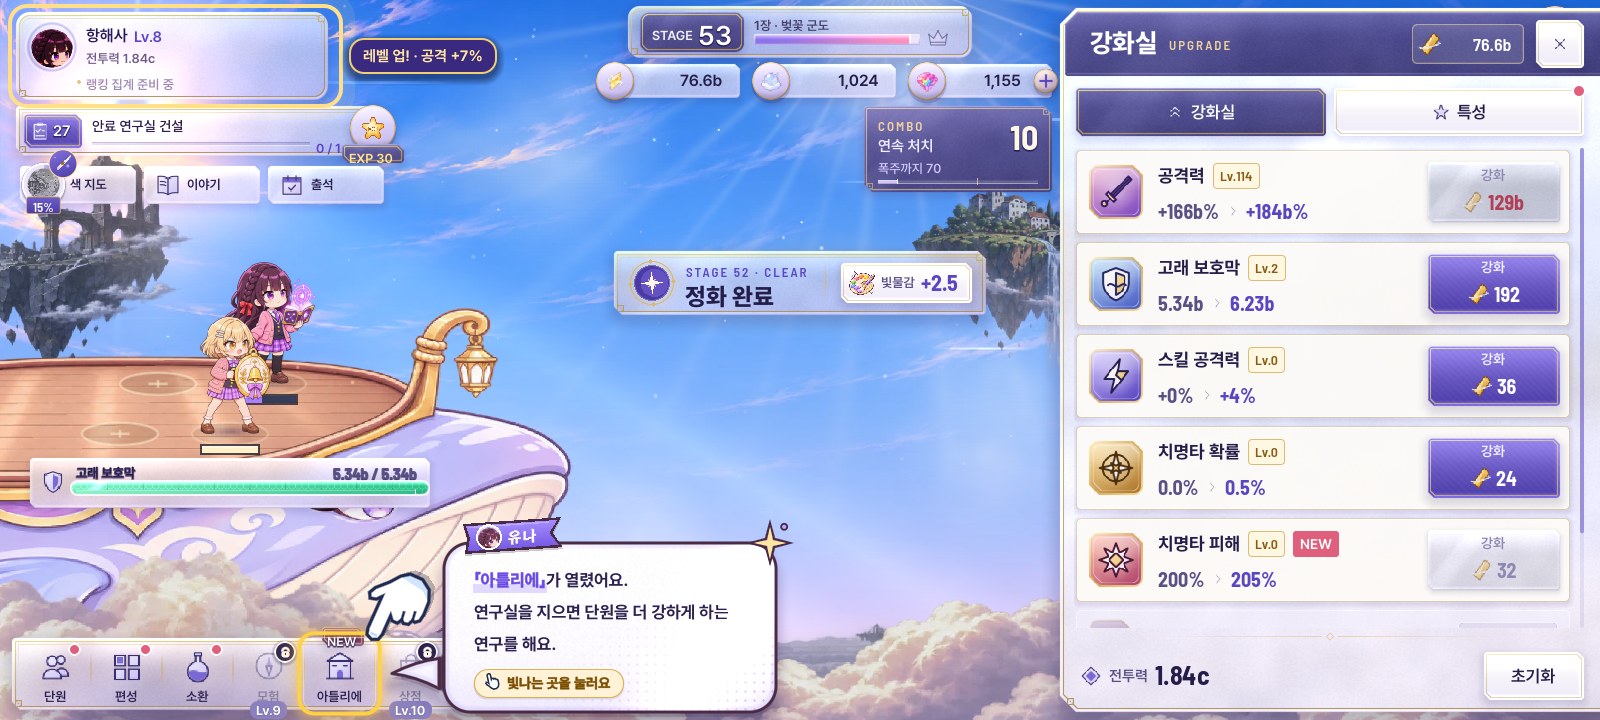 항해사 Lv.8
전투력 1.84c
랭킹 집계 준비 중
레벨 업! · 공격 +7%
27
안료 연구실 건설
0 / 1
EXP 30
색 지도
15%
이야기
출석
STAGE 53
1장 · 벚꽃 군도
76.6b
1,024
1,155
COMBO
연속 처치
10
폭주까지 70
STAGE 52 · CLEAR
정화 완료
빛물감 +2.5
고래 보호막
5.34b / 5.34b
유나
「아틀리에」가 열렸어요.
연구실을 지으면 단원을 더 강하게 하는
연구를 해요.
빛나는 곳을 눌러요
단원
편성
소환
모험
Lv.9
NEW
아틀리에
상점
Lv.10
강화실 UPGRADE
76.6b
강화실
특성
공격력 Lv.114
+166b% > +184b%
강화
129b
고래 보호막 Lv.2
5.34b > 6.23b
강화
192
스킬 공격력 Lv.0
+0% > +4%
강화
36
치명타 확률 Lv.0
0.0% > 0.5%
강화
24
치명타 피해 Lv.0 NEW
200% > 205%
강화
32
전투력 1.84c
초기화